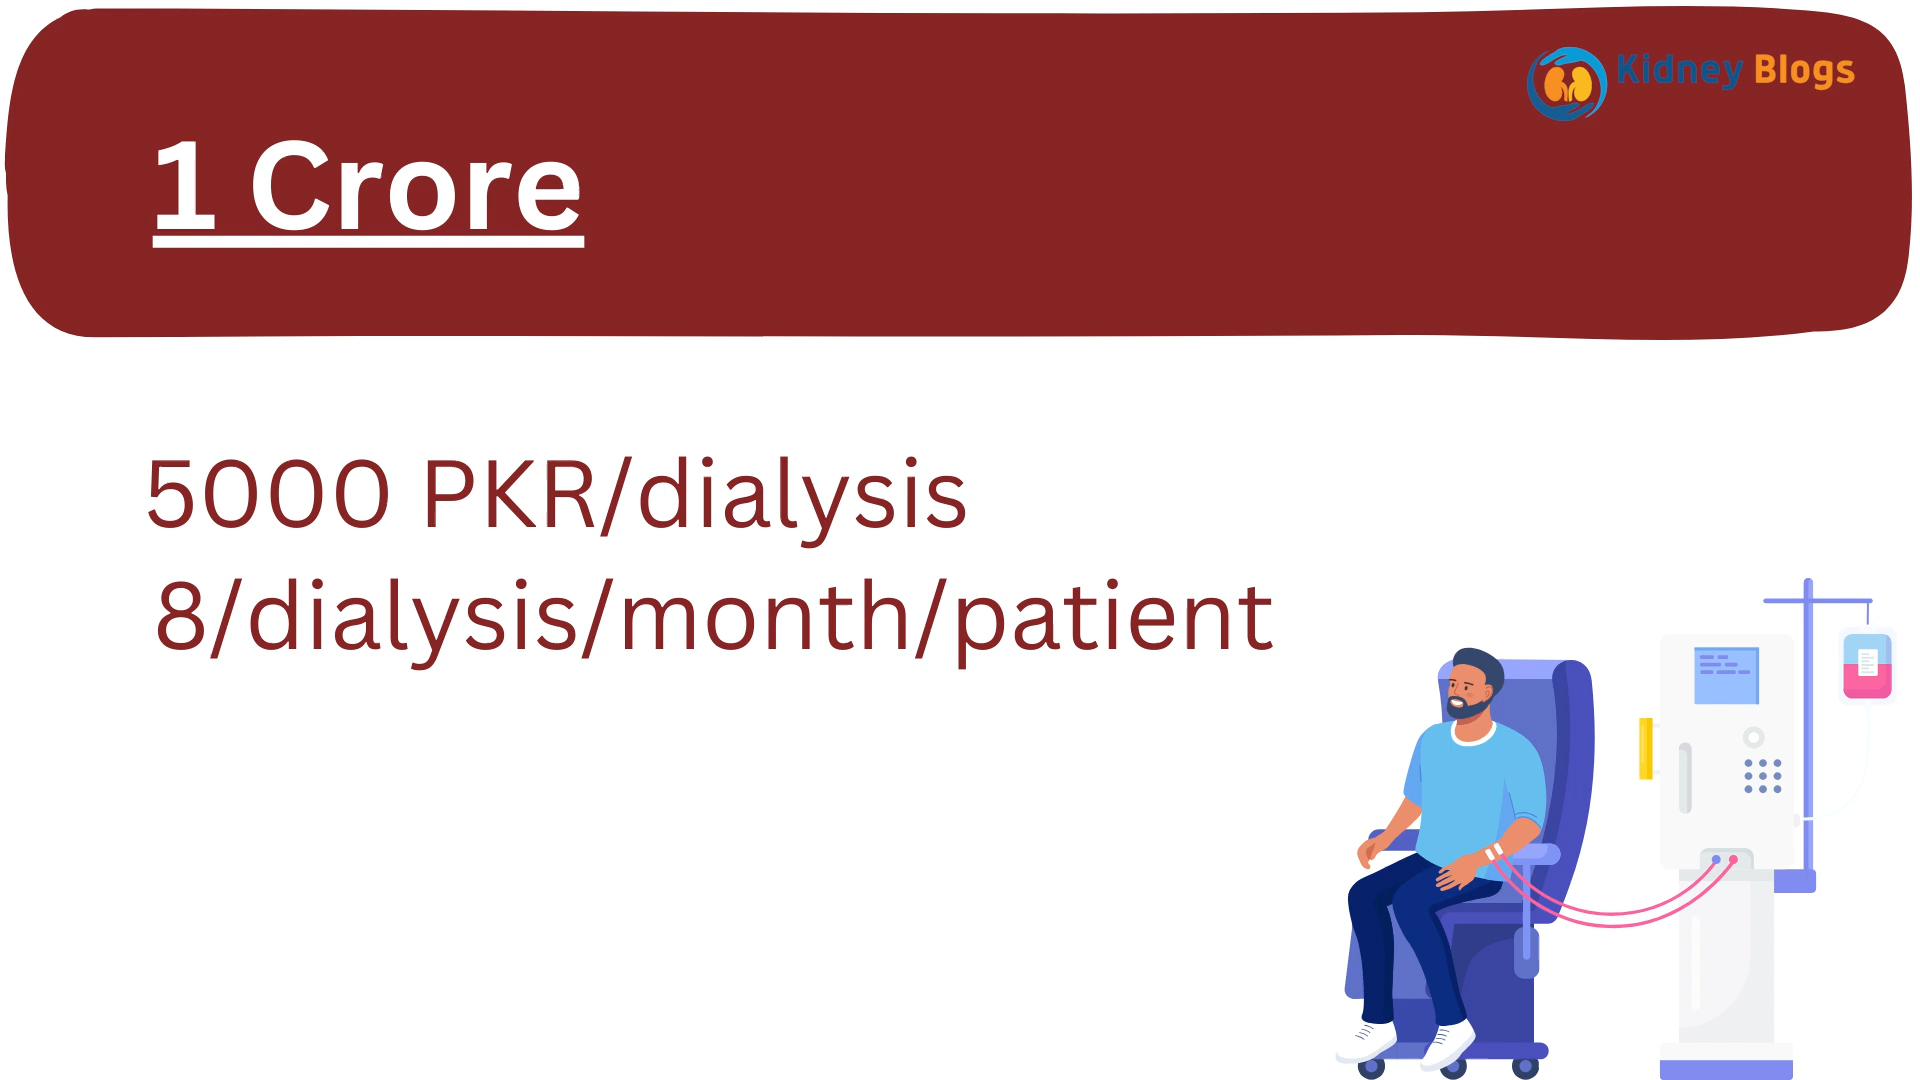 Kidney Blogs
1 Crore
5000 PKR/dialysis
8/dialysis/month/patient